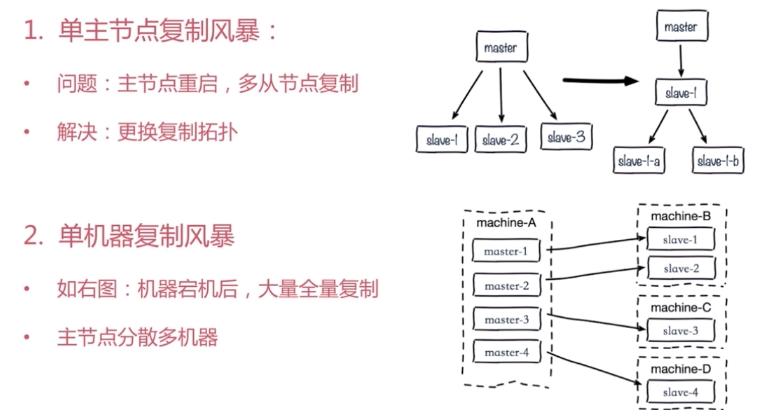 1. 单主节点复制风暴：
• 问题：主节点重启，多从节点复制
• 解决：更换复制拓扑
master
slave-1
slave-2
slave-3
master
slave-1
slave-1-a
slave-1-b
2. 单机器复制风暴
• 如右图：机器宕机后，大量全量复制
• 主节点分散多机器
machine-A
master-1
master-2
master-3
master-4
machine-B
slave-1
slave-2
machine-C
slave-3
machine-D
slave-4